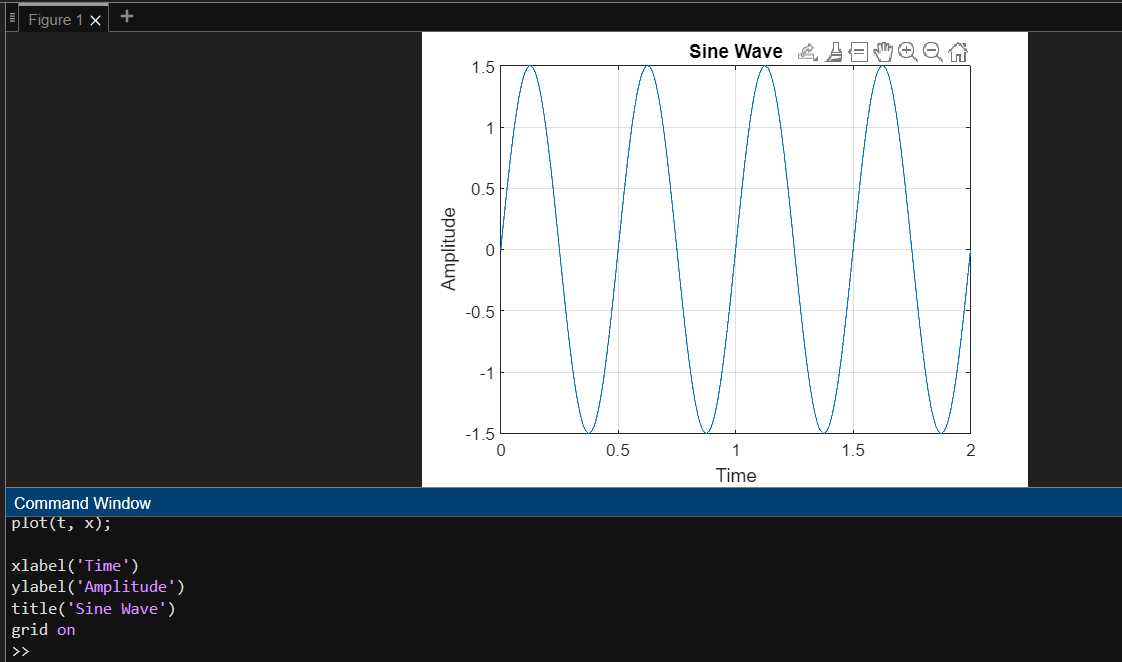 Figure 1
Sine Wave
1.5
1
0.5
0
-0.5
-1
-1.5
Amplitude
0 0.5 1 1.5 2
Time
Command Window
plot(t, x);
xlabel('Time')
ylabel('Amplitude')
title('Sine Wave')
grid on
>>